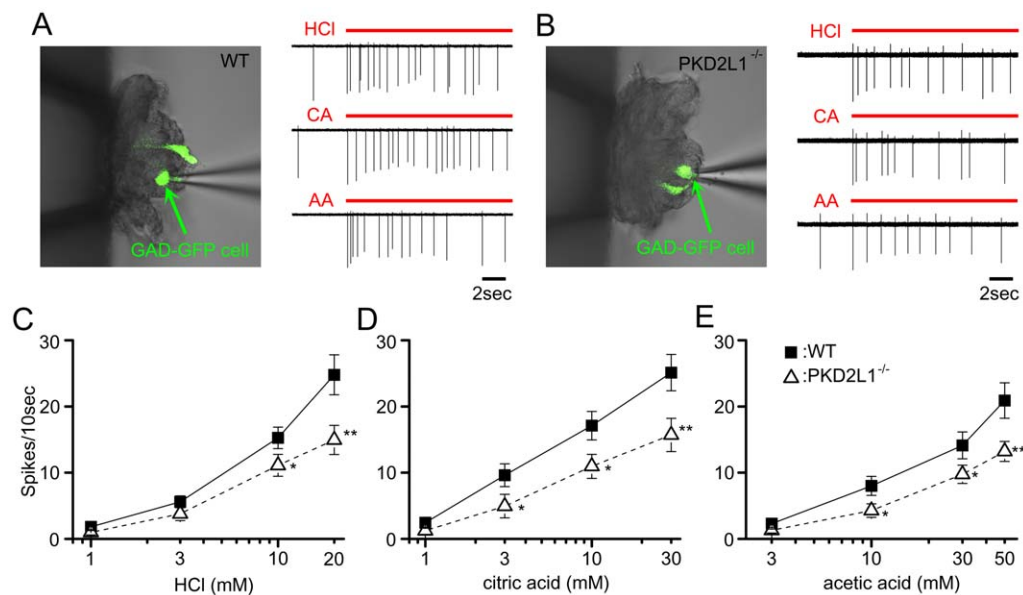 A
WT
GAD-GFP cell
HCl
CA
AA
2sec
B
PKD2L1-/-
GAD-GFP cell
HCl
CA
AA
2sec
C
Spikes/10sec
30
20
10
0
*
**
1
3
10
20
HCl (mM)
D
30
20
10
0
*
*
**
1
3
10
30
citric acid (mM)
E
30
20
10
0
:WT
:PKD2L1-/-
*
*
**
3
10
30
50
acetic acid (mM)